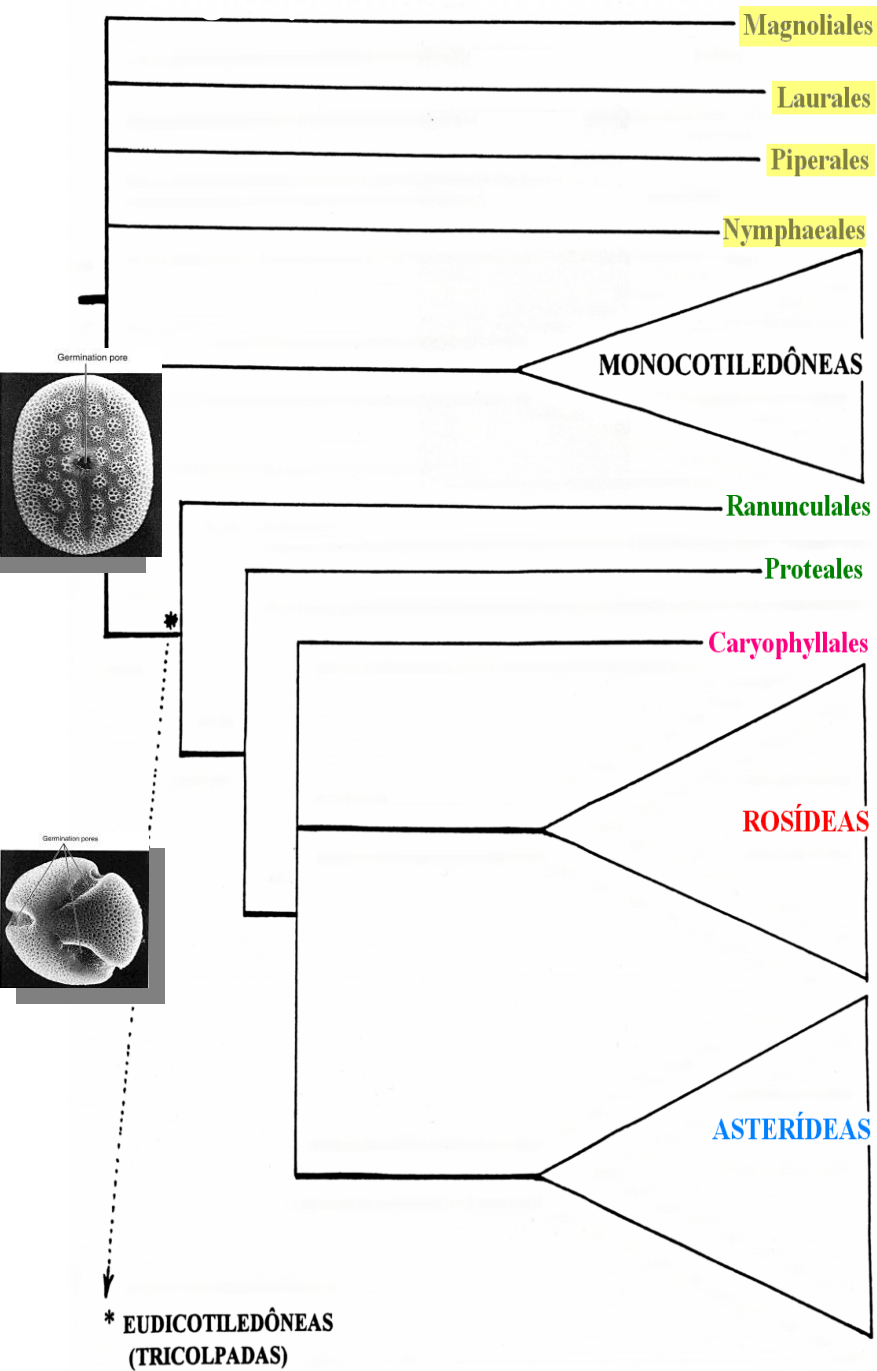 Magnoliales
Laurales
Piperales
Nymphaeales
Germination pore
MONOCOTILEDÔNEAS
Ranunculales
Proteales
*
Caryophyllales
ROSÍDEAS
Germination pores
ASTERÍDEAS
* EUDICOTILEDÔNEAS
(TRICOLPADAS)